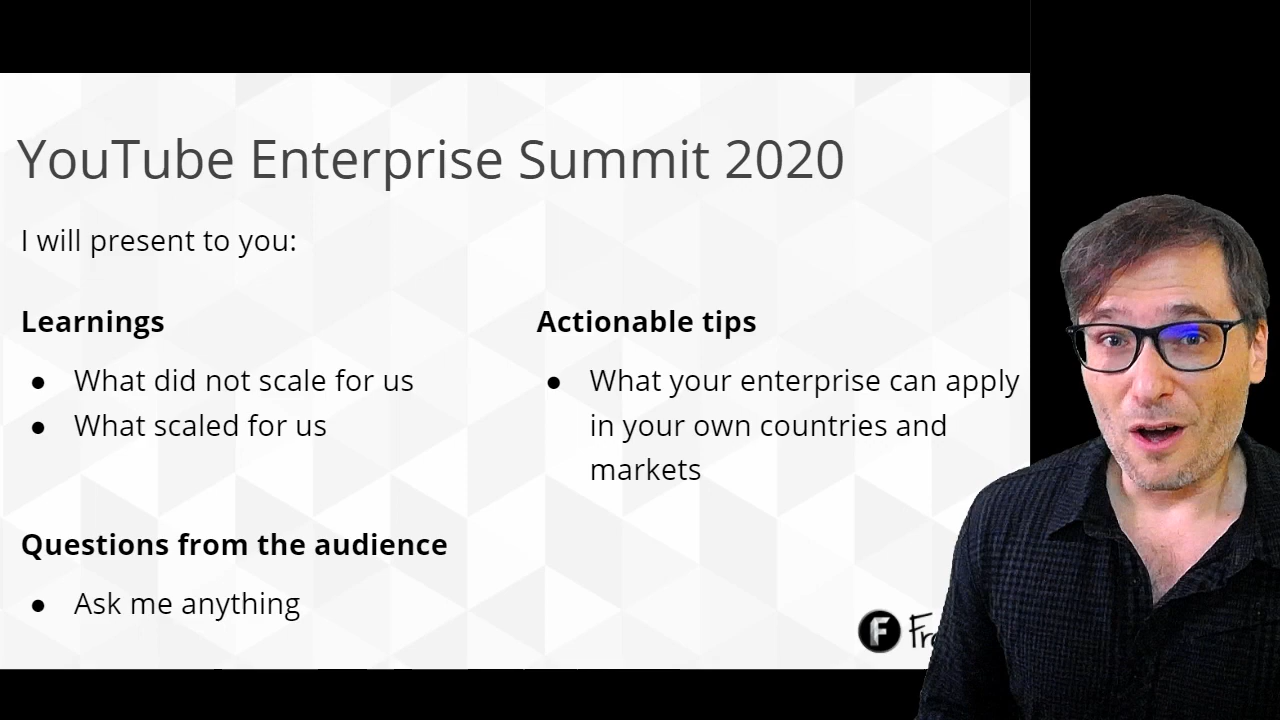 YouTube Enterprise Summit 2020
I will present to you:
Learnings
● What did not scale for us
● What scaled for us
Actionable tips
● What your enterprise can apply
in your own countries and
markets
Questions from the audience
● Ask me anything
F